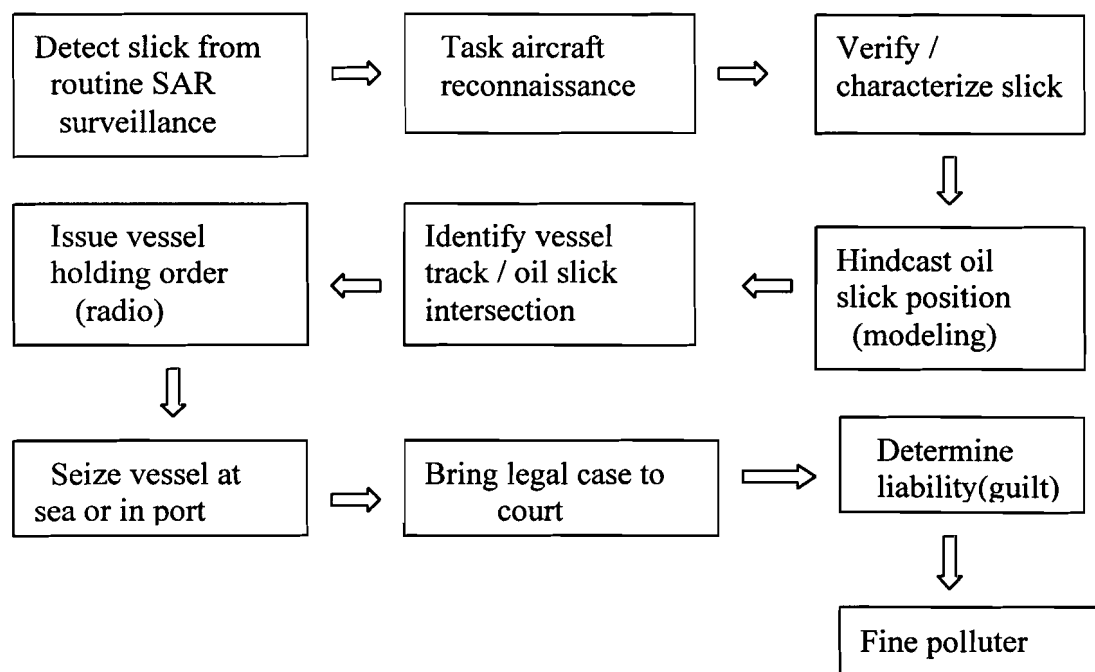 Detect slick from
routine SAR
surveillance
Task aircraft
reconnaissance
Verify /
characterize slick
Hindcast oil
slick position
(modeling)
Identify vessel
track / oil slick
intersection
Issue vessel
holding order
(radio)
Seize vessel at
sea or in port
Bring legal case to
court
Determine
liability(guilt)
Fine polluter